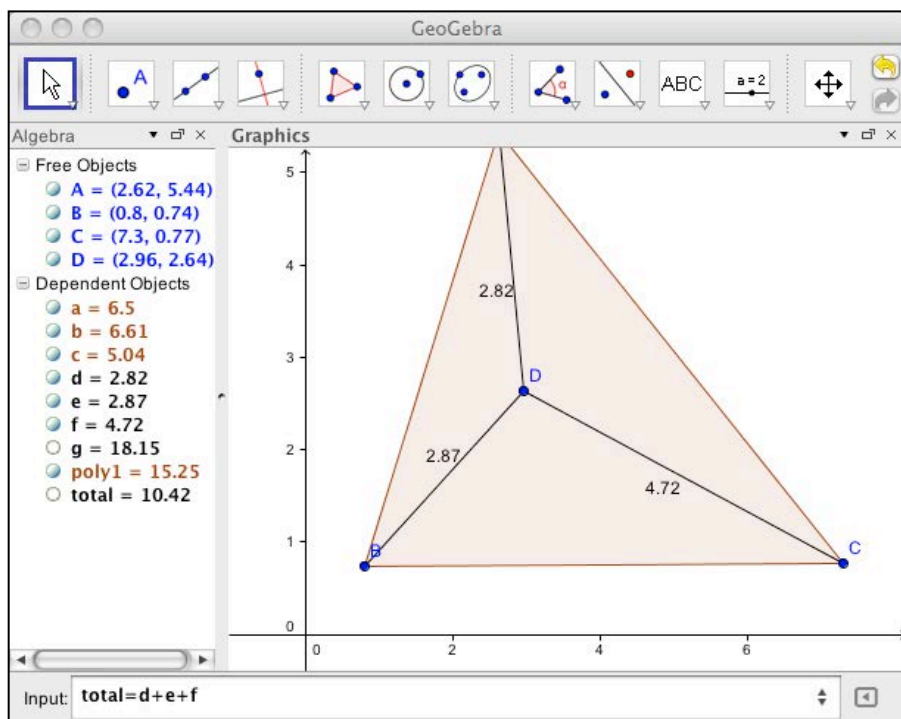 GeoGebra
A
α
ABC
a=2
Algebra
Graphics
Free Objects
A = (2.62, 5.44)
B = (0.8, 0.74)
C = (7.3, 0.77)
D = (2.96, 2.64)
Dependent Objects
a = 6.5
b = 6.61
c = 5.04
d = 2.82
e = 2.87
f = 4.72
g = 18.15
poly1 = 15.25
total = 10.42
5
4
2.82
3
D
2
2.87
4.72
1
B
C
0
0 2 4 6
Input: total=d+e+f